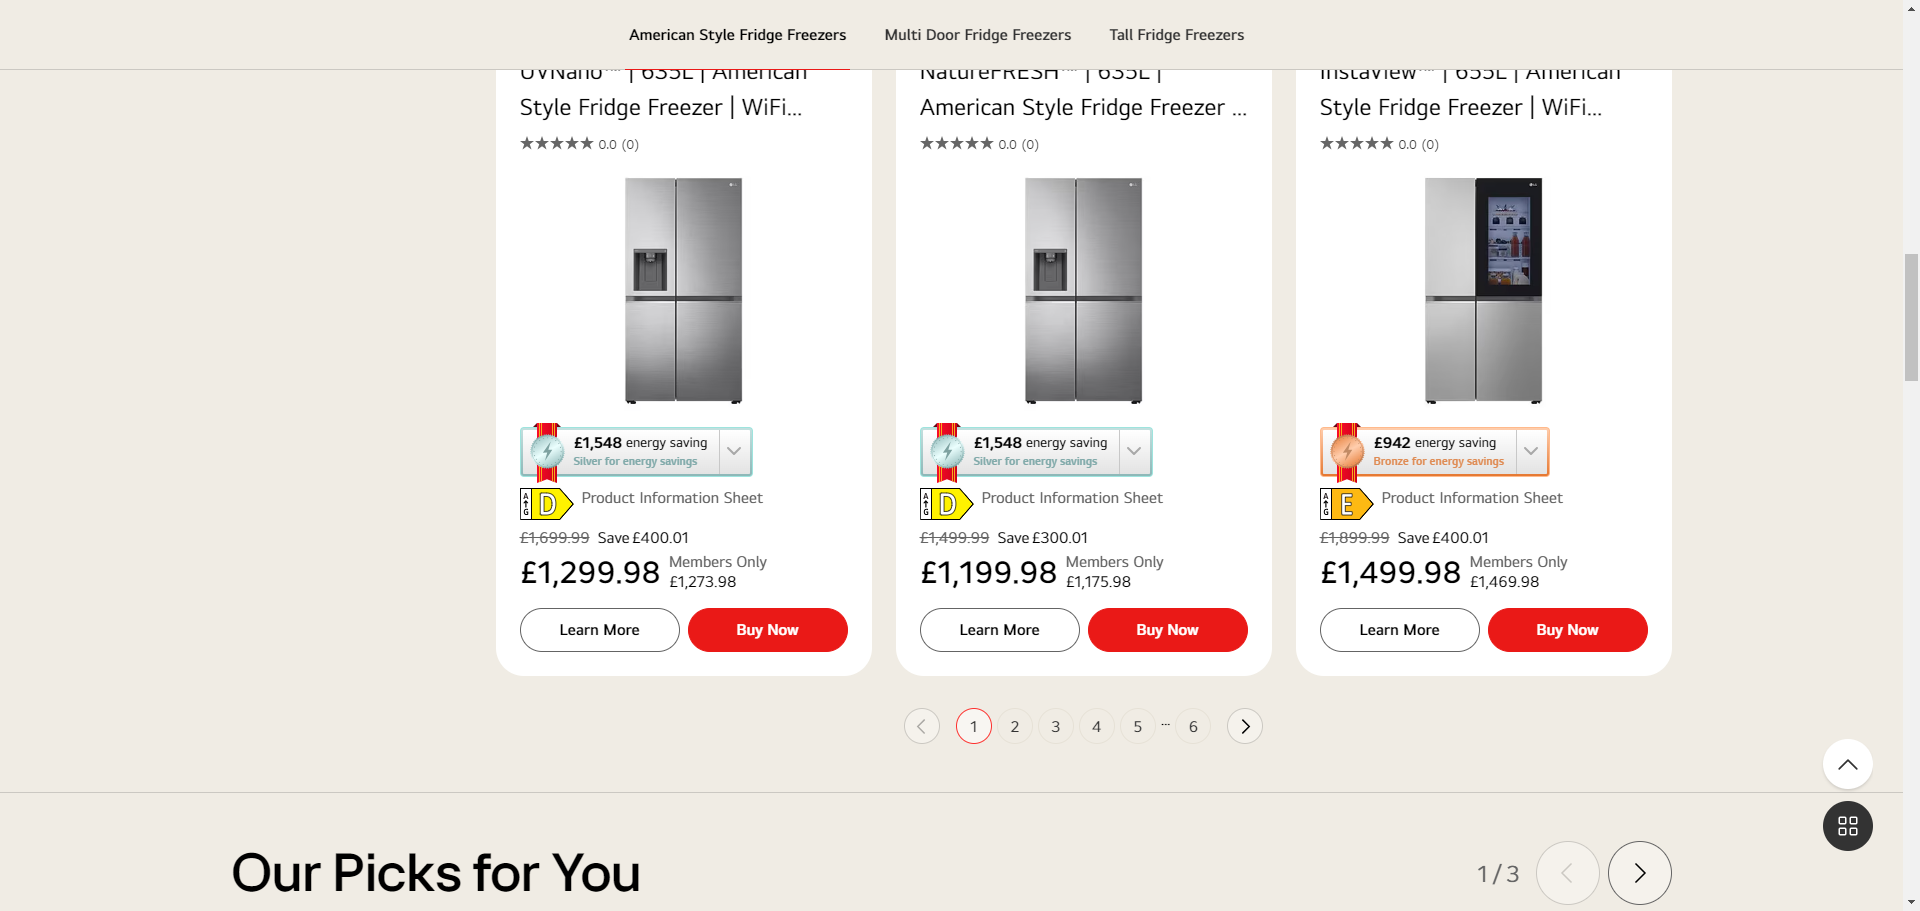 American Style Fridge Freezers
Multi Door Fridge Freezers
Tall Fridge Freezers
UVNano™ | 635L | American
Style Fridge Freezer | WiFi...
★★★★★ 0.0 (0)
£1,548 energy saving
Silver for energy savings
A
G
D
Product Information Sheet
£1,699.99 Save £400.01
£1,299.98
Members Only
£1,273.98
Learn More
Buy Now
NatureFRESH™ | 635L |
American Style Fridge Freezer ...
★★★★★ 0.0 (0)
£1,548 energy saving
Silver for energy savings
A
G
D
Product Information Sheet
£1,499.99 Save £300.01
£1,199.98
Members Only
£1,175.98
Learn More
Buy Now
InstaView™ | 655L | American
Style Fridge Freezer | WiFi...
★★★★★ 0.0 (0)
£942 energy saving
Bronze for energy savings
A
G
E
Product Information Sheet
£1,899.99 Save £400.01
£1,499.98
Members Only
£1,469.98
Learn More
Buy Now
1 2 3 4 5 ... 6
Our Picks for You
1 / 3